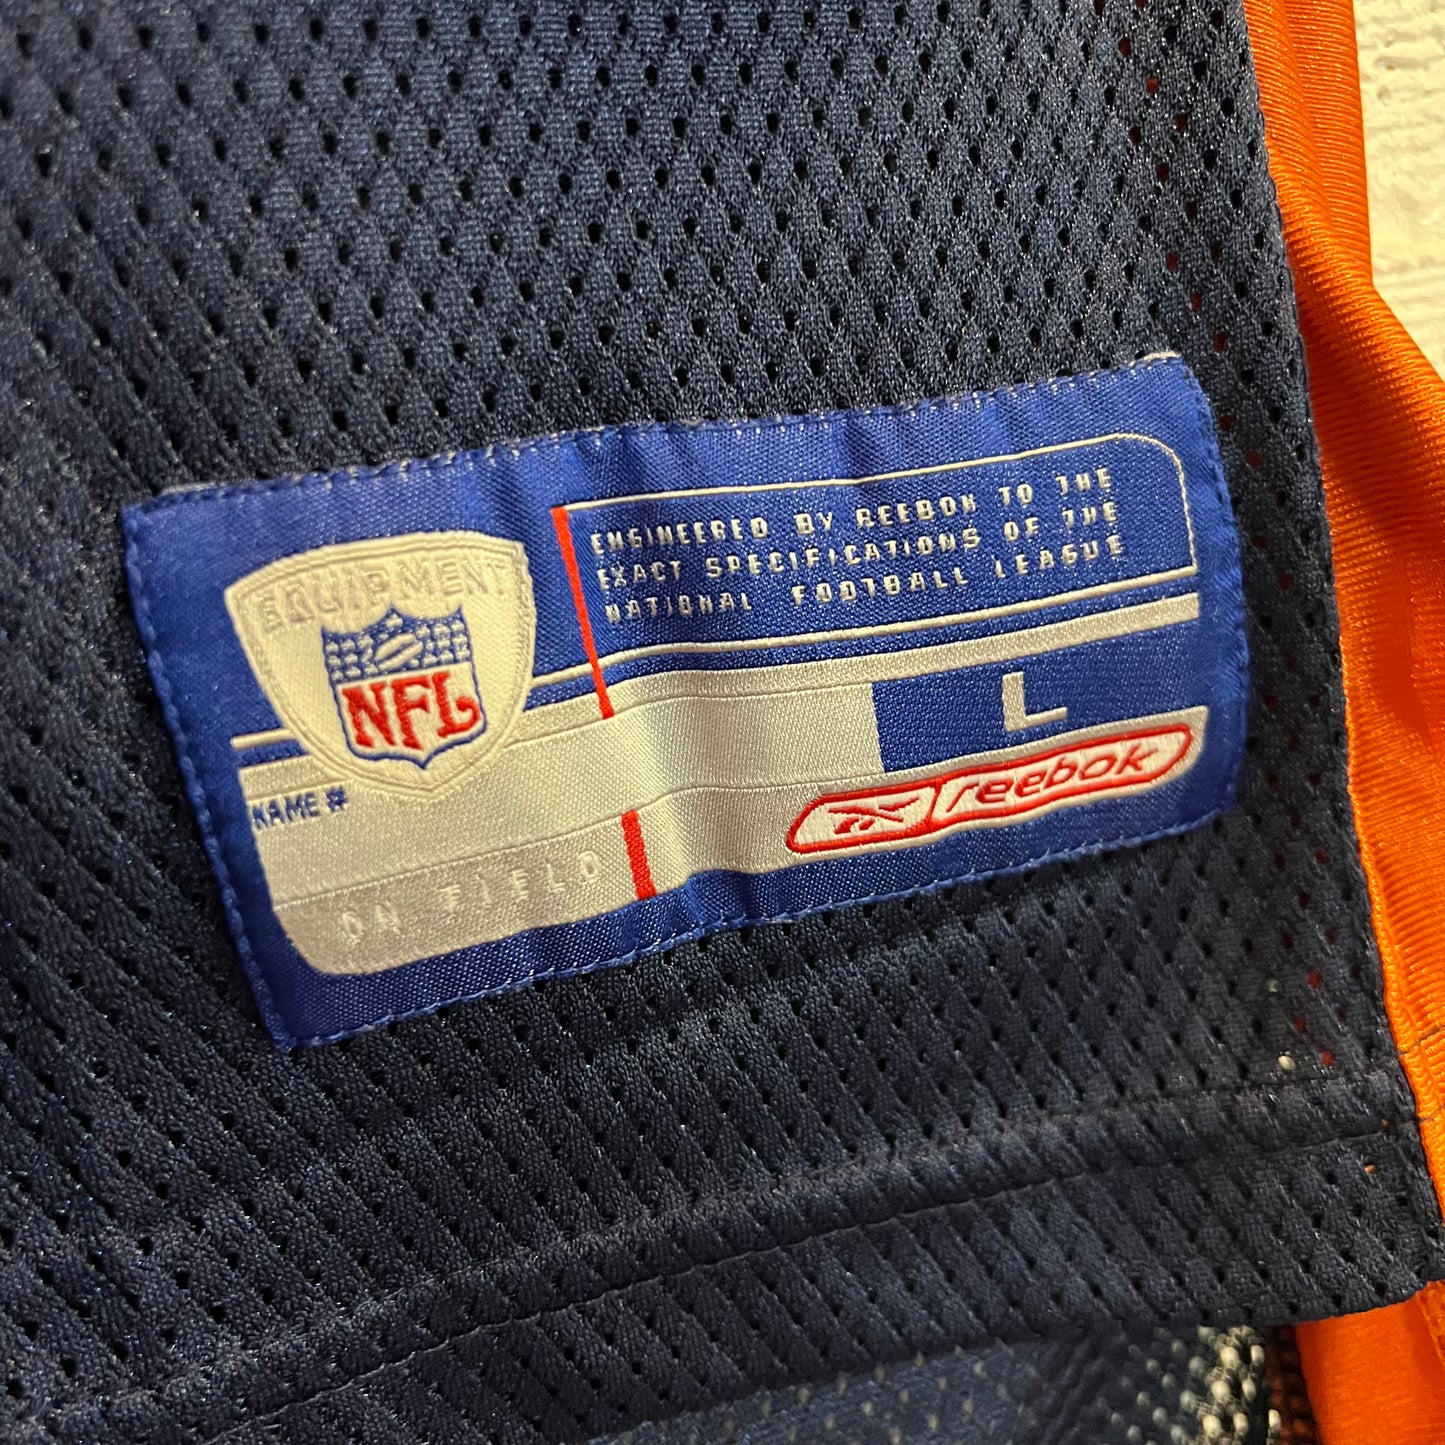 EQUIPMENT
NFL
ENGINEERED BY REEBOK TO THE
EXACT SPECIFICATIONS OF THE
NATIONAL FOOTBALL LEAGUE
L
reebok
NAME #
ON FIELD